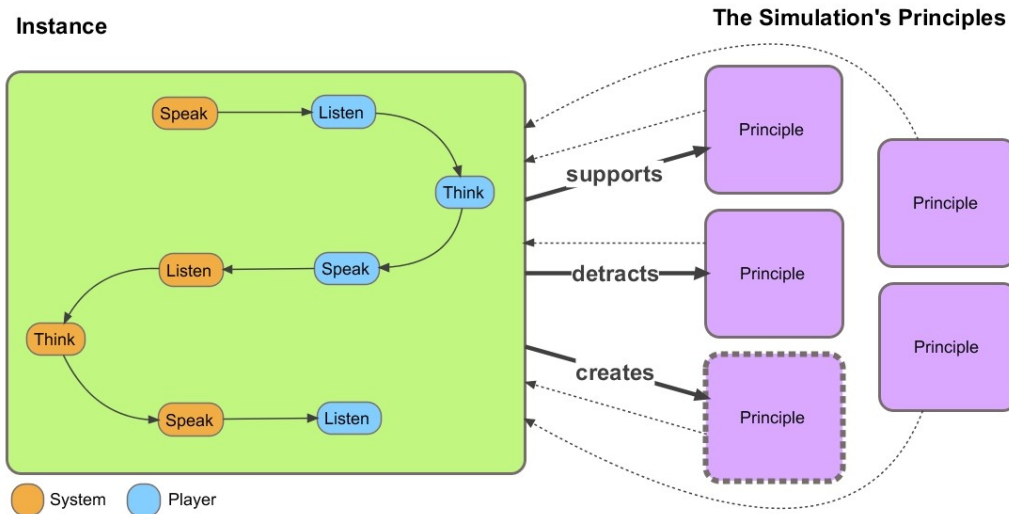 Instance
The Simulation's Principles
Speak
Listen
Principle
supports
Think
Principle
Listen
Speak
detracts
Principle
Think
Principle
creates
Speak
Listen
Principle
System
Player